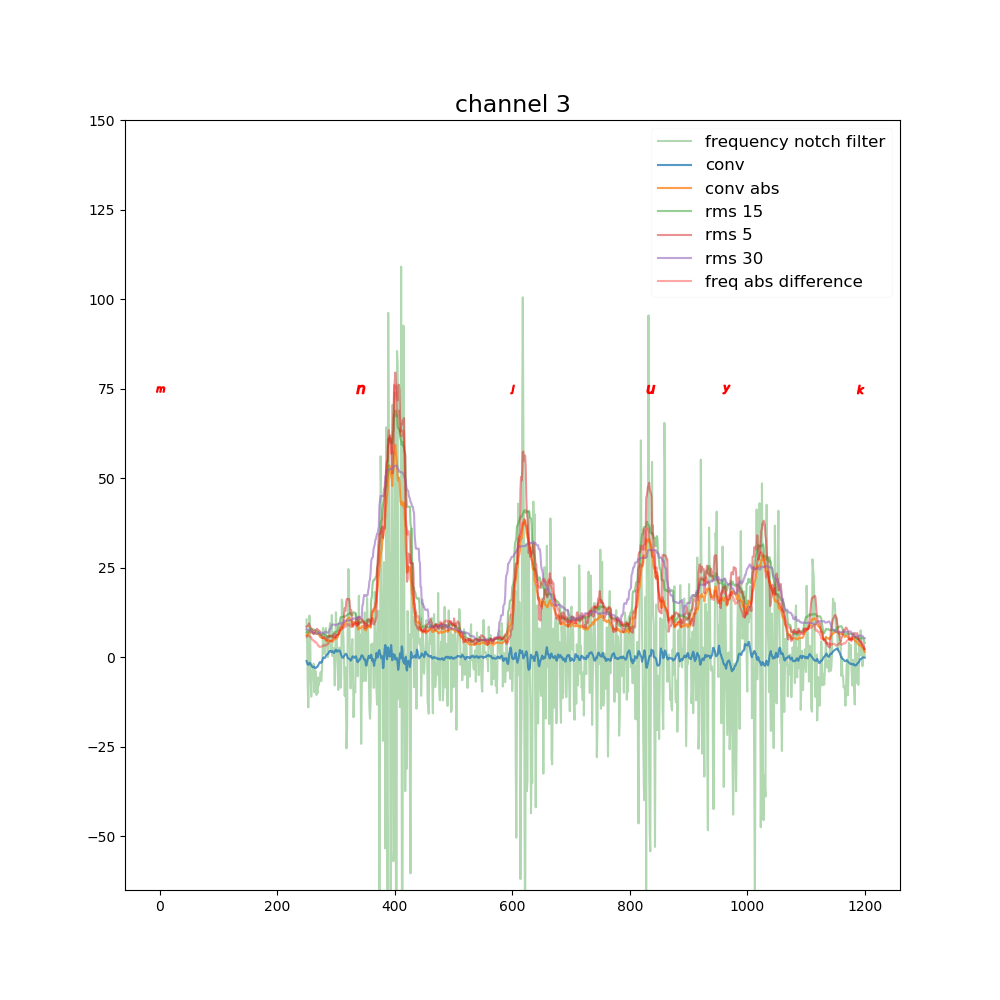 channel 3
150
125
100
75
50
25
0
−25
−50
frequency notch filter
conv
conv abs
rms 15
rms 5
rms 30
freq abs difference
m n j u y k
0 200 400 600 800 1000 1200